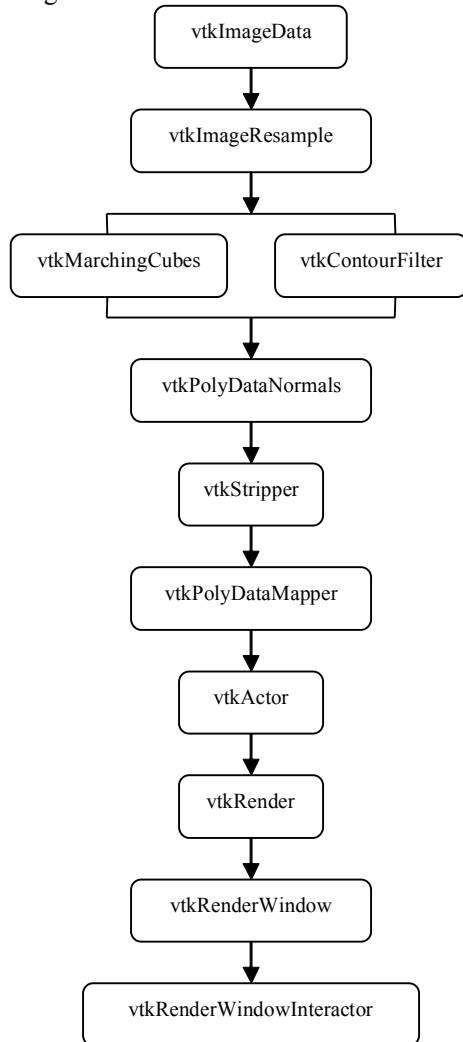 vtkImageData
vtkImageResample
vtkMarchingCubes
vtkContourFilter
vtkPolyDataNormals
vtkStripper
vtkPolyDataMapper
vtkActor
vtkRender
vtkRenderWindow
vtkRenderWindowInteractor